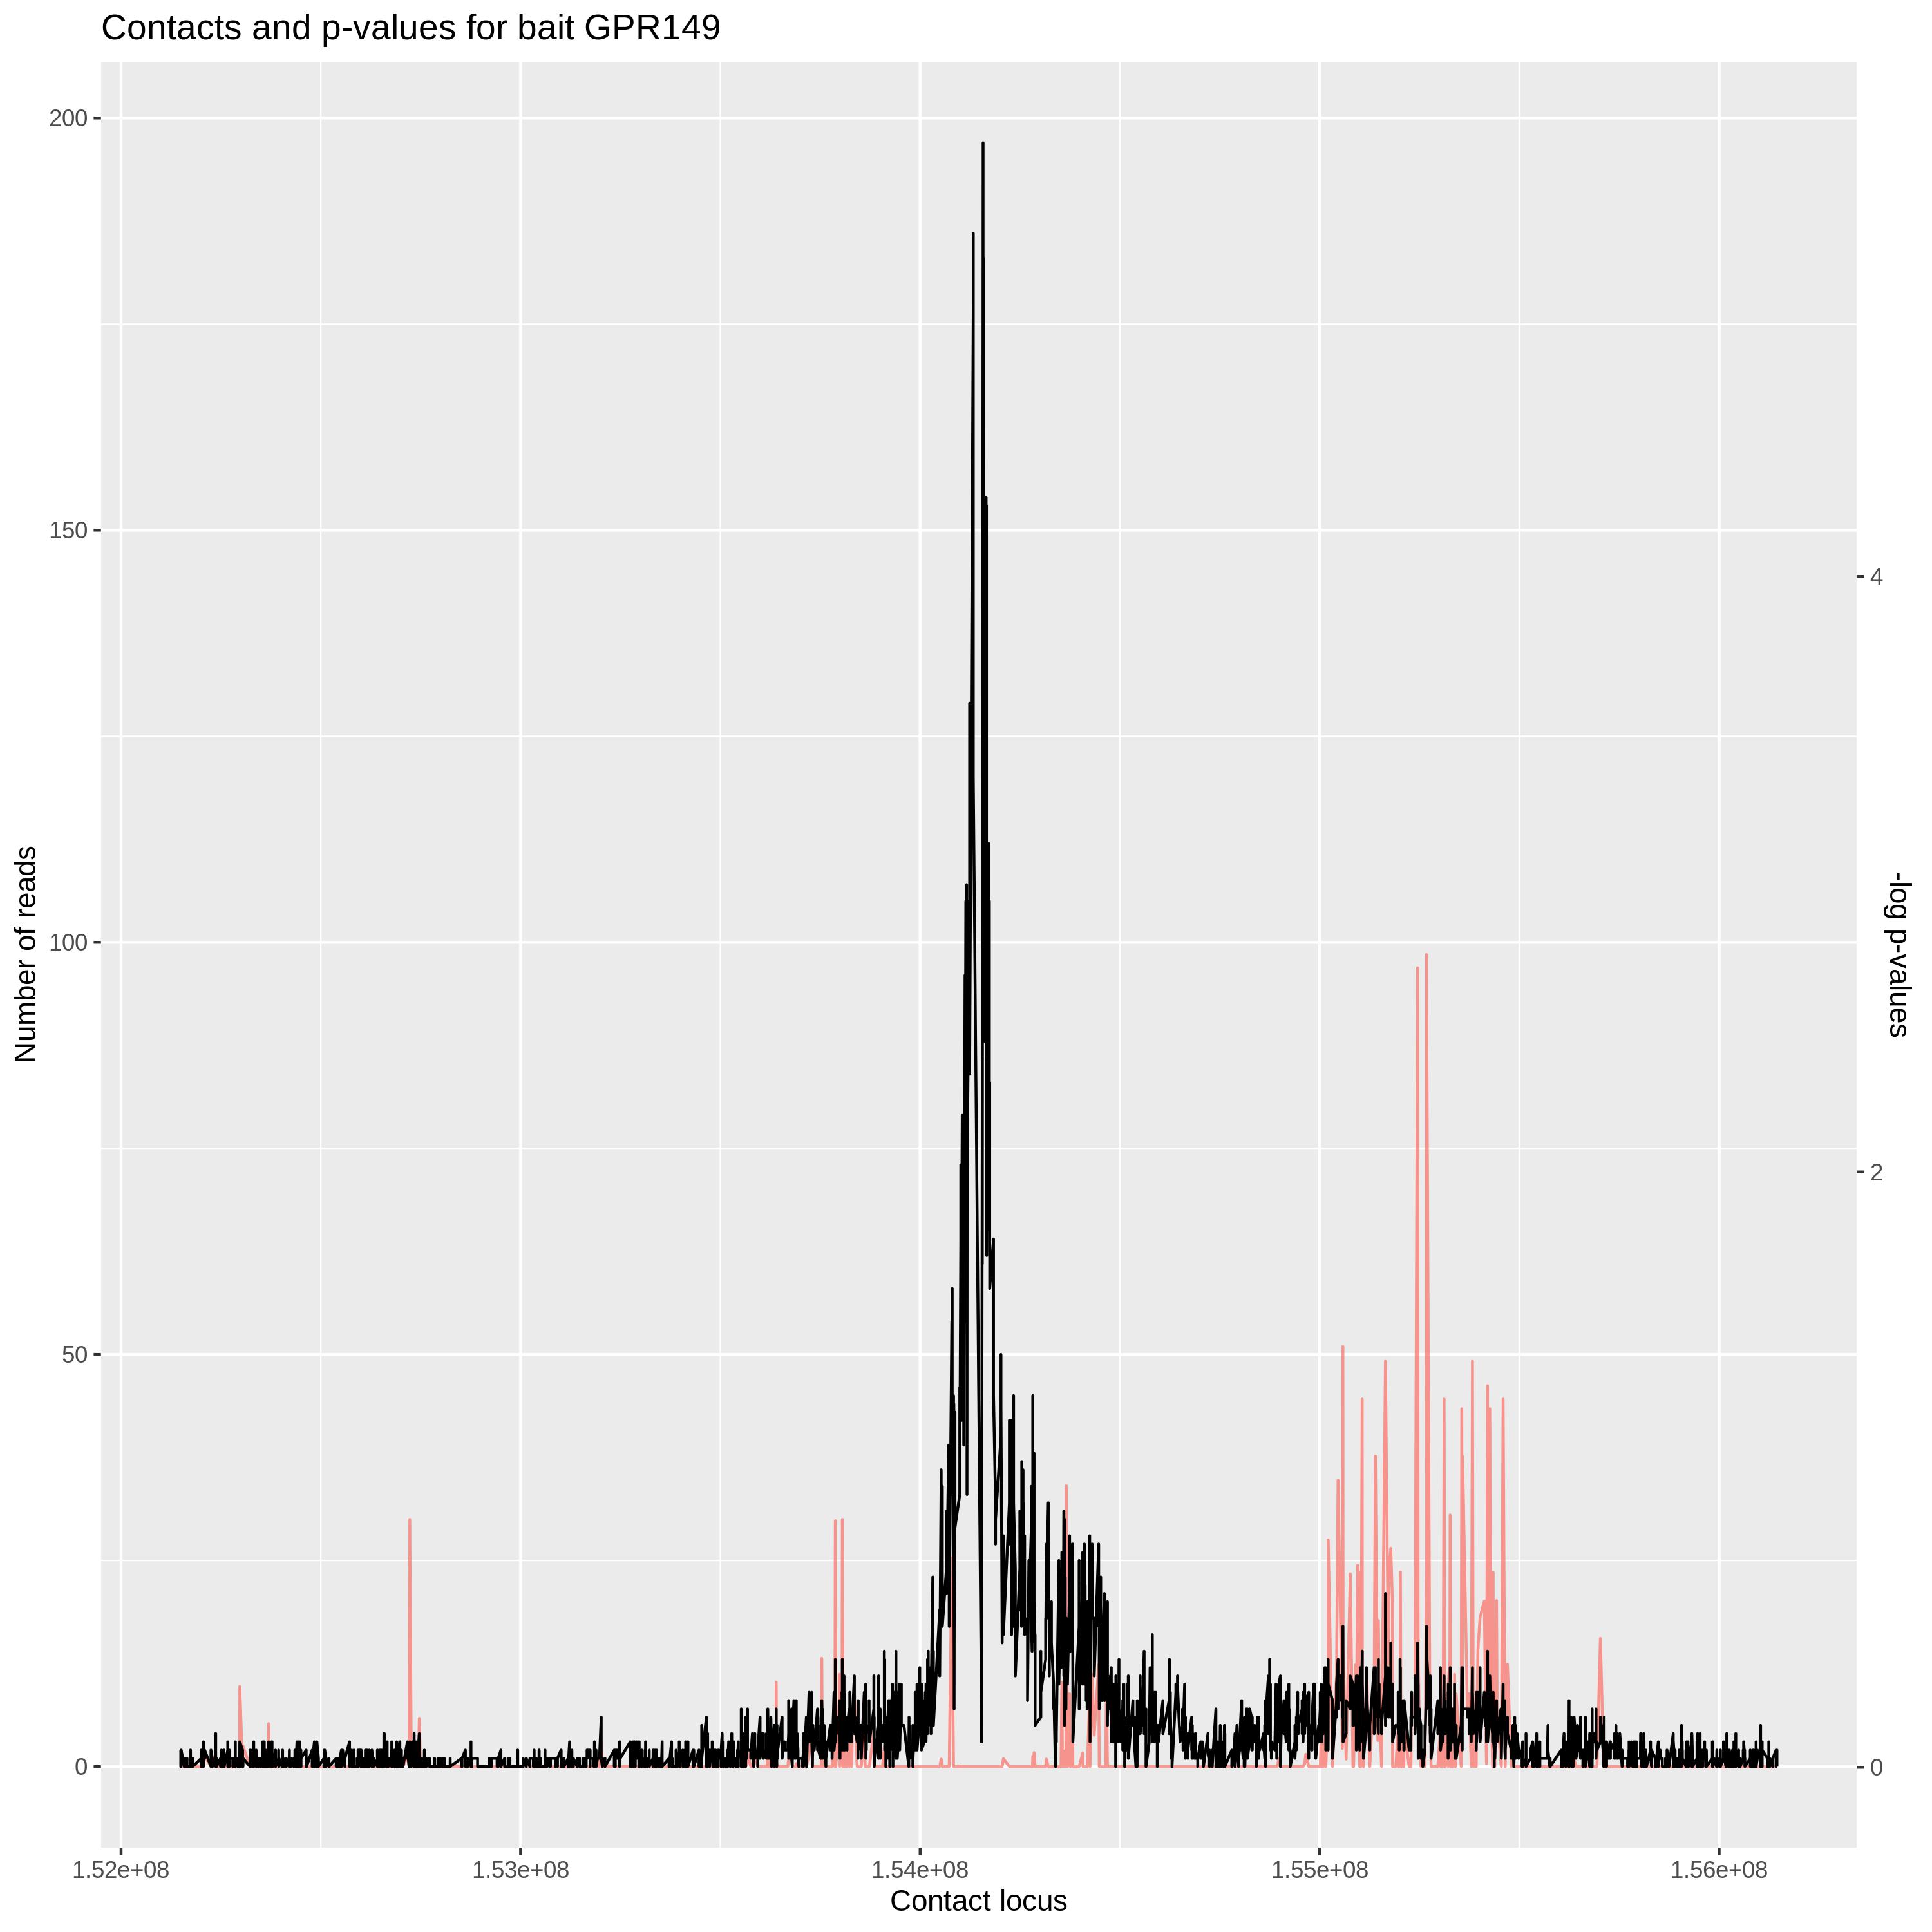 Contacts and p-values for bait GPR149
200
150
100
50
0
Number of reads
4
2
0
-log p-values
1.52e+08
1.53e+08
1.54e+08
1.55e+08
1.56e+08
Contact locus